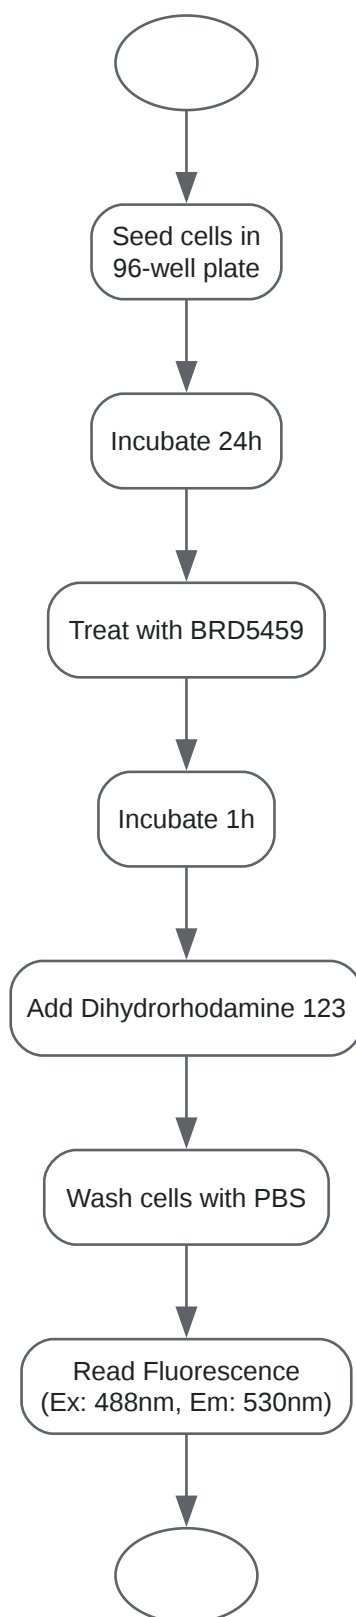 Seed cells in
96-well plate
Incubate 24h
Treat with BRD5459
Incubate 1h
Add Dihydrorhodamine 123
Wash cells with PBS
Read Fluorescence
(Ex: 488nm, Em: 530nm)